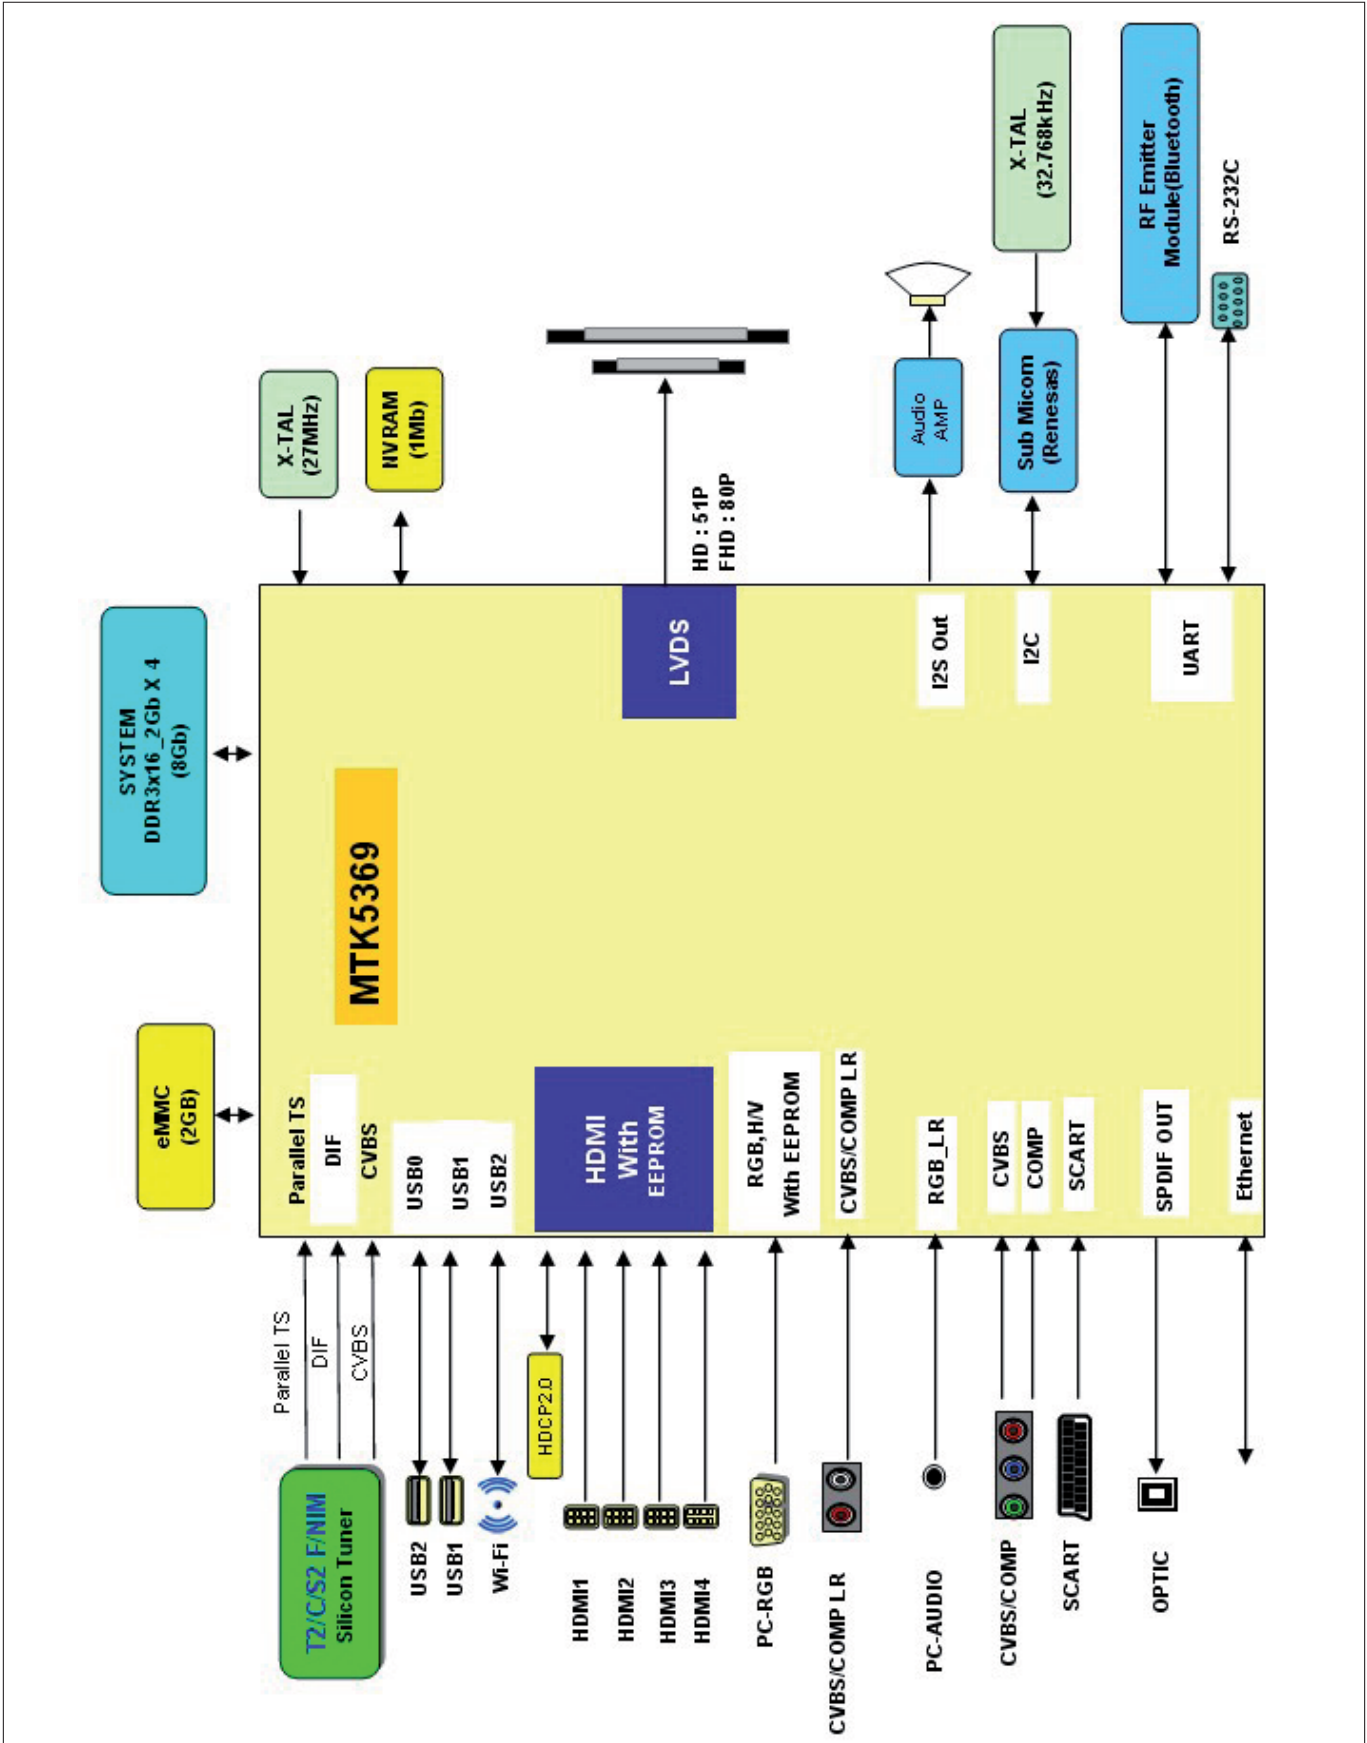 T2/C/S2 F/NIM
Silicon Tuner
Parallel TS
DIF
CVBS
USB2
USB1
Wi-Fi
HDCP2.0
HDMI1
HDMI2
HDMI3
HDMI4
PC-RGB
CVBS/COMP LR
PC-AUDIO
CVBS/COMP
SCART
OPTIC
eMMC
(2GB)
SYSTEM
DDR3x16_2Gb X 4
(8Gb)
MTK5369
Parallel TS
DIF
CVBS
USB0
USB1
USB2
HDMI
With
EEPROM
RGB,H/V
With EEPROM
CVBS/COMP LR
RGB_LR
CVBS
COMP
SCART
SPDIF OUT
Ethernet
LVDS
I2S Out
I2C
UART
X-TAL
(27MHz)
NVRAM
(1Mb)
HD : 51P
FHD : 80P
Audio
AMP
Sub Micom
(Renesas)
X-TAL
(32.768kHz)
RF Emitter
Module(Bluetooth)
RS-232C